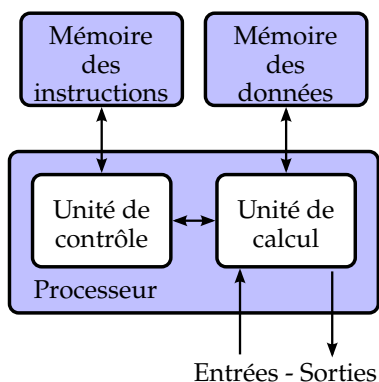 Mémoire
des
instructions
Mémoire
des
données
Unité de
contrôle
Unité de
calcul
Processeur
Entrées - Sorties